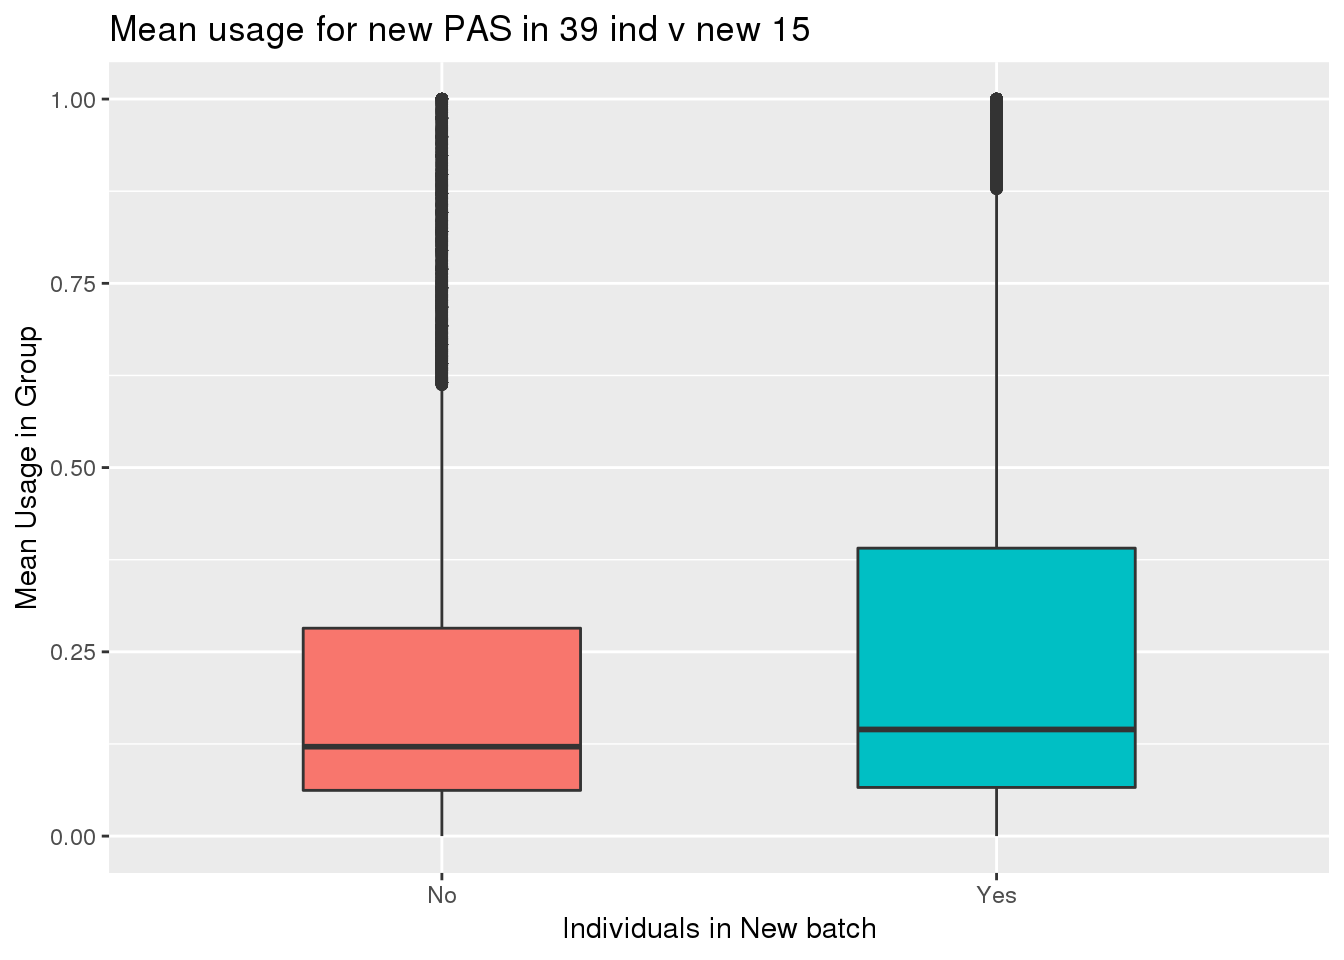 Mean usage for new PAS in 39 ind v new 15
Mean Usage in Group
1.00
0.75
0.50
0.25
0.00
No Yes
Individuals in New batch